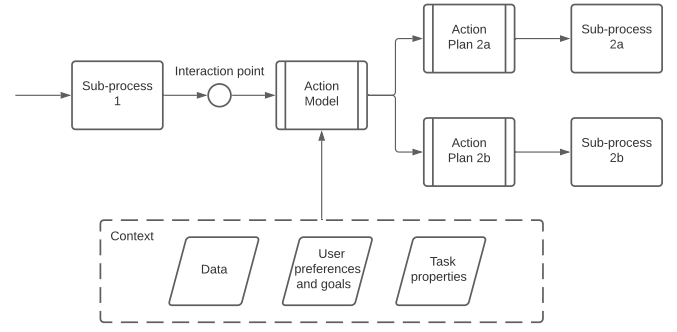 Sub-process
1
Interaction point
Action
Model
Action
Plan 2a
Sub-process
2a
Action
Plan 2b
Sub-process
2b
Context
Data
User
preferences
and goals
Task
properties